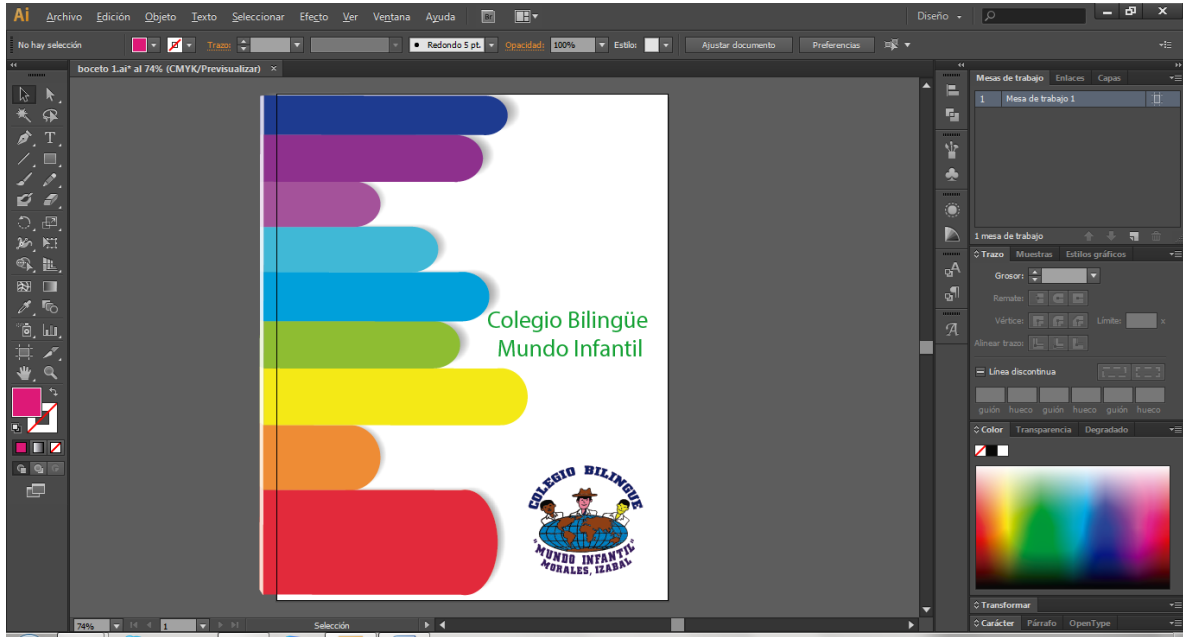 Ai Archivo Edición Objeto Texto Seleccionar Efecto Ver Ventana Ayuda Br Diseño
No hay selección Trazo: Redondo 5 pt. Opacidad: 100% Estilo: Ajustar documento Preferencias
boceto 1.ai* al 74% (CMYK/Previsualizar) ×
Mesas de trabajo Enlaces Capas
1 Mesa de trabajo 1
1 mesa de trabajo
Trazo Muestras Estilos gráficos
Grosor:
Remate:
Vértice: Límite: x
Alinear trazo:
Línea discontinua
guión hueco guión hueco guión hueco
Color Transparencia Degradado
Transformar
Carácter Párrafo OpenType
Colegio Bilingüe
Mundo Infantil
COLEGIO BILINGUE
"MUNDO INFANTIL"
MORALES, IZABAL
74% 1 Selección